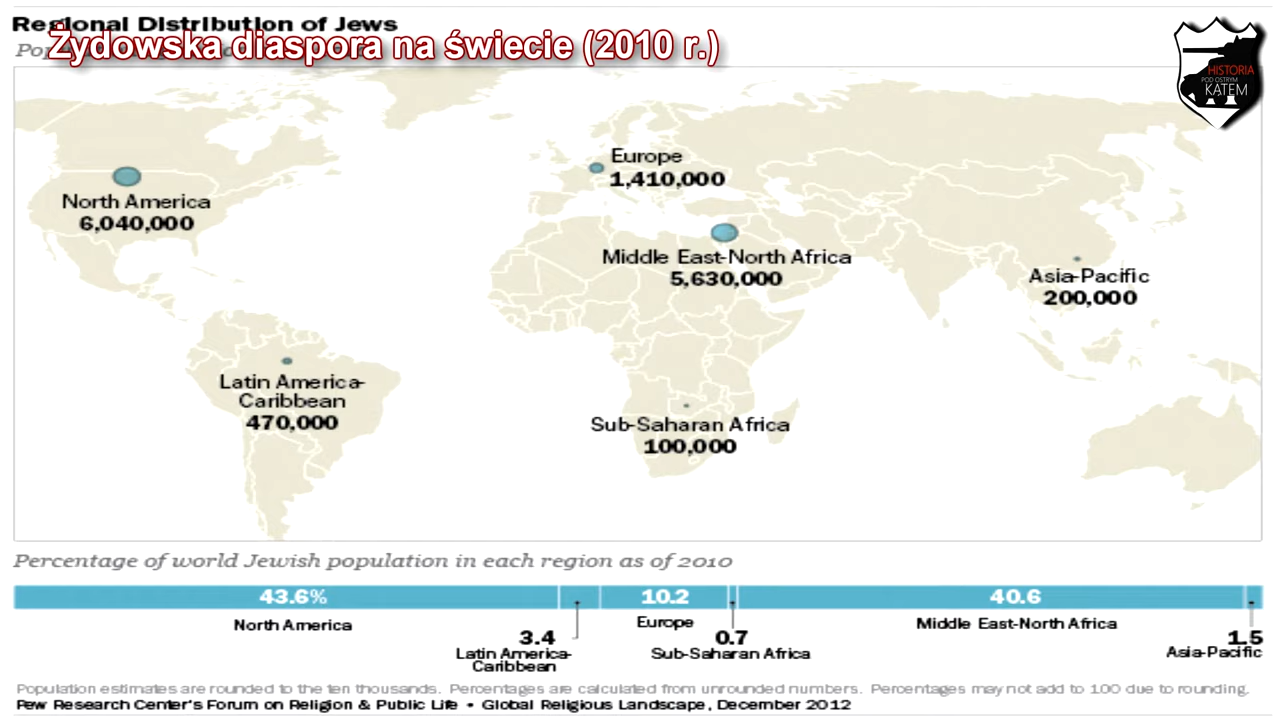 Regional Distribution of Jews
Żydowska diaspora na świecie (2010 r.)
HISTORIA
POD OSTRYM
KĄTEM
Europe
1,410,000
North America
6,040,000
Middle East-North Africa
5,630,000
Asia-Pacific
200,000
Latin America-
Caribbean
470,000
Sub-Saharan Africa
100,000
Percentage of world Jewish population in each region as of 2010
43.6% 10.2 40.6
North America Europe Middle East-North Africa
3.4 0.7 1.5
Latin America-
Caribbean
Sub-Saharan Africa Asia-Pacific
Population estimates are rounded to the ten thousands. Percentages are calculated from unrounded numbers. Percentages may not add to 100 due to rounding.
Pew Research Center's Forum on Religion & Public Life • Global Religious Landscape, December 2012